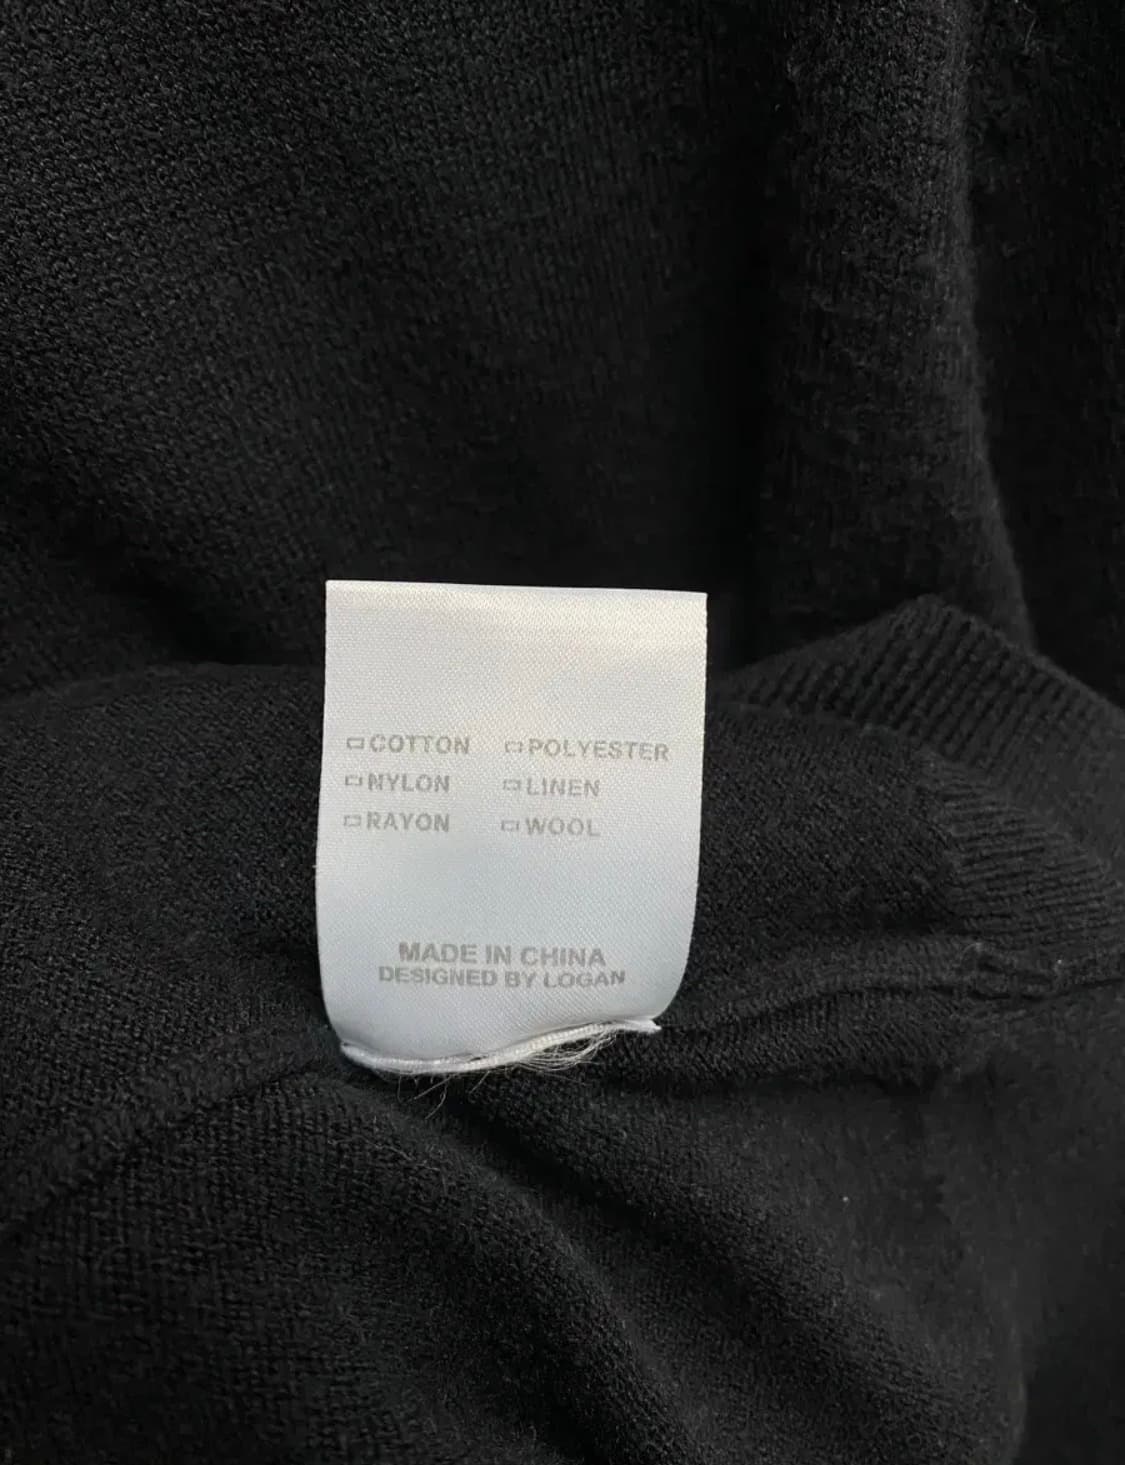 ▭COTTON ▭POLYESTER
▭NYLON ▭LINEN
▭RAYON ▭WOOL
MADE IN CHINA
DESIGNED BY LOGAN